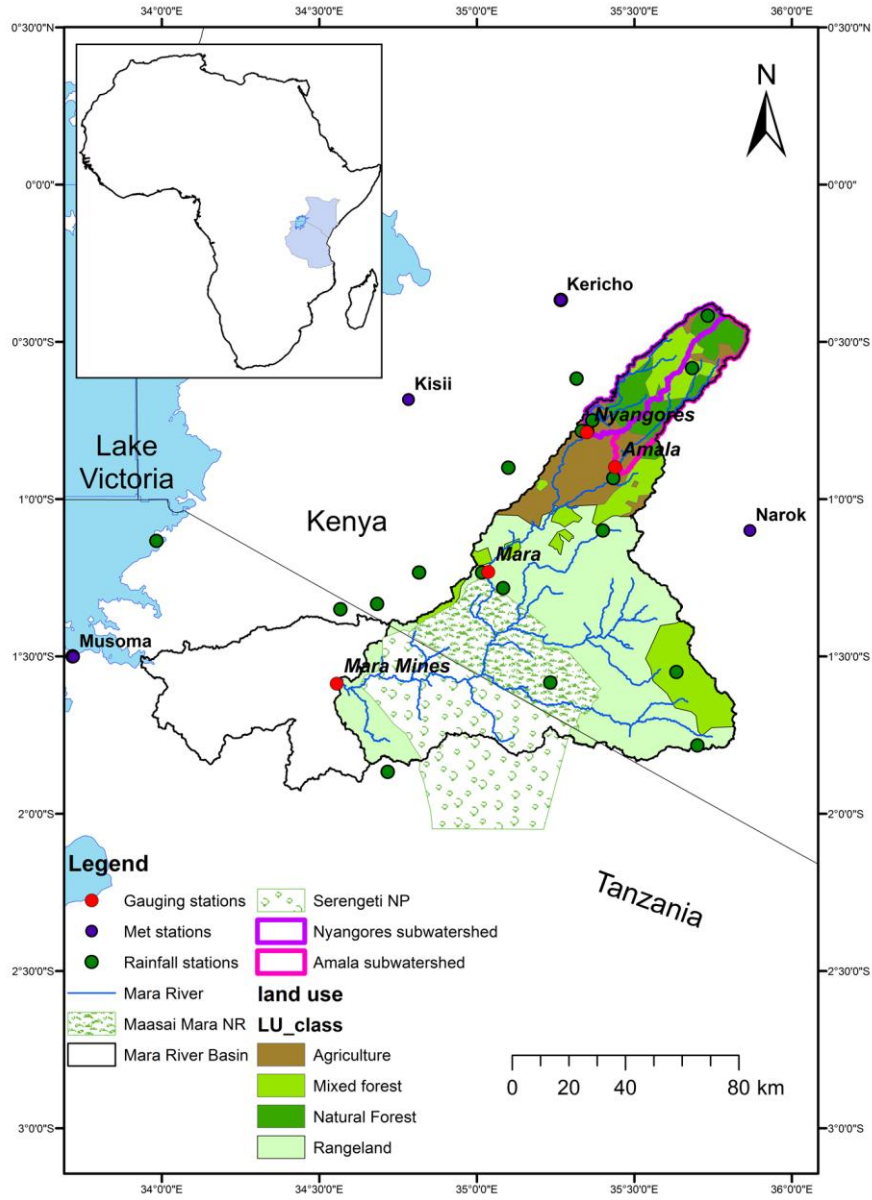 34°0'0"E 34°30'0"E 35°0'0"E 35°30'0"E 36°0'0"E
0°30'0"N 0°30'0"N
N
0°0'0" 0°0'0"
Kericho
0°30'0"S 0°30'0"S
Kisii
Nyangores
Lake
Victoria
Amala
1°0'0"S 1°0'0"S
Kenya
Narok
Mara
Musoma
1°30'0"S 1°30'0"S
Mara Mines
2°0'0"S 2°0'0"S
Legend
Tanzania
Gauging stations
Met stations
Rainfall stations
Mara River
Maasai Mara NR
Mara River Basin
Serengeti NP
Nyangores subwatershed
Amala subwatershed
land use
LU_class
Agriculture
Mixed forest
Natural Forest
Rangeland
2°30'0"S 2°30'0"S
0 20 40 80 km
3°0'0"S 3°0'0"S
34°0'0"E 34°30'0"E 35°0'0"E 35°30'0"E 36°0'0"E